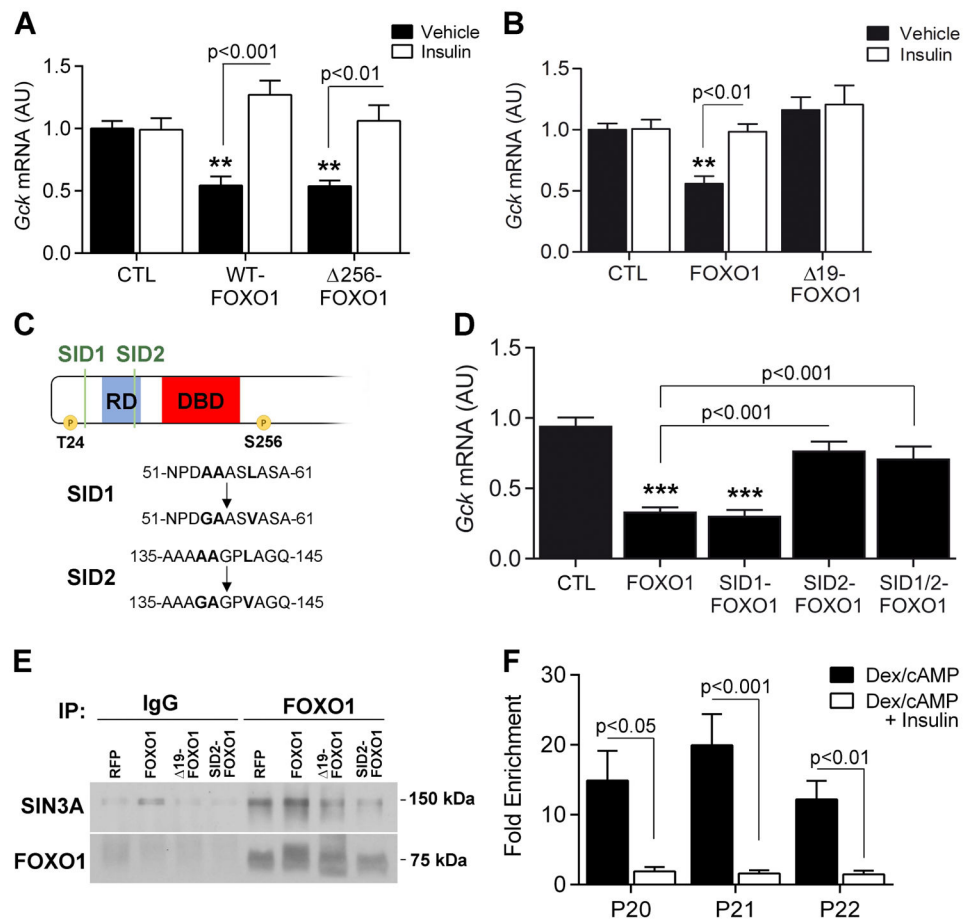 A
Vehicle
Insulin
p<0.001
p<0.01
Gck mRNA (AU)
1.5
1.0
0.5
0.0
**
**
CTL
WT-
FOXO1
Δ256-
FOXO1
B
Vehicle
Insulin
p<0.01
Gck mRNA (AU)
1.5
1.0
0.5
0.0
**
CTL
FOXO1
Δ19-
FOXO1
C
SID1 SID2
RD DBD
P P
T24 S256
51-NPDAAASLASA-61
SID1
51-NPDGAASVASA-61
135-AAAAAGPLAGQ-145
SID2
135-AAAGAGPVAGQ-145
D
p<0.001
p<0.001
Gck mRNA (AU)
1.5
1.0
0.5
0.0
***
***
CTL
FOXO1
SID1-
FOXO1
SID2-
FOXO1
SID1/2-
FOXO1
E
IP: IgG FOXO1
RFP
FOXO1
Δ19-
FOXO1
SID2-
FOXO1
RFP
FOXO1
Δ19-
FOXO1
SID2-
FOXO1
SIN3A - 150 kDa
FOXO1 - 75 kDa
F
Dex/cAMP
Dex/cAMP
+ Insulin
p<0.05
p<0.001
p<0.01
Fold Enrichment
30
20
10
0
P20 P21 P22